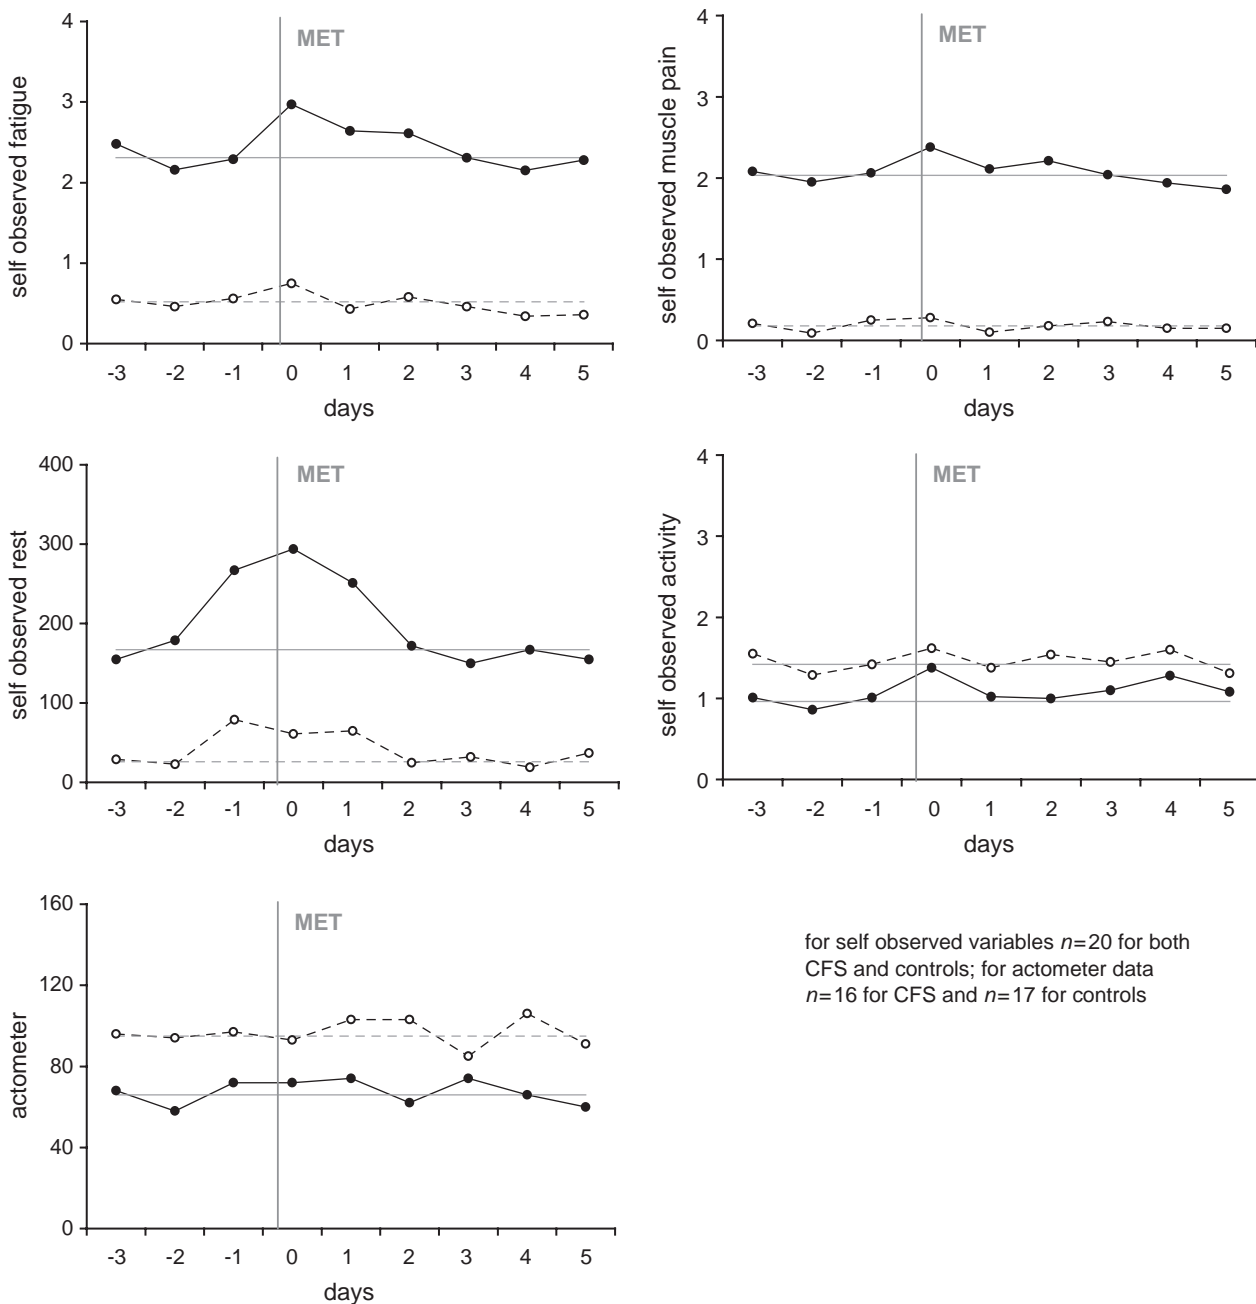 self observed fatigue
4
3
2
1
0
MET
-3 -2 -1 0 1 2 3 4 5
days
self observed muscle pain
4
3
2
1
0
MET
-3 -2 -1 0 1 2 3 4 5
days
self observed rest
400
300
200
100
0
MET
-3 -2 -1 0 1 2 3 4 5
days
self observed activity
4
3
2
1
0
MET
-3 -2 -1 0 1 2 3 4 5
days
actometer
160
120
80
40
0
MET
-3 -2 -1 0 1 2 3 4 5
days
for self observed variables n=20 for both
CFS and controls; for actometer data
n=16 for CFS and n=17 for controls